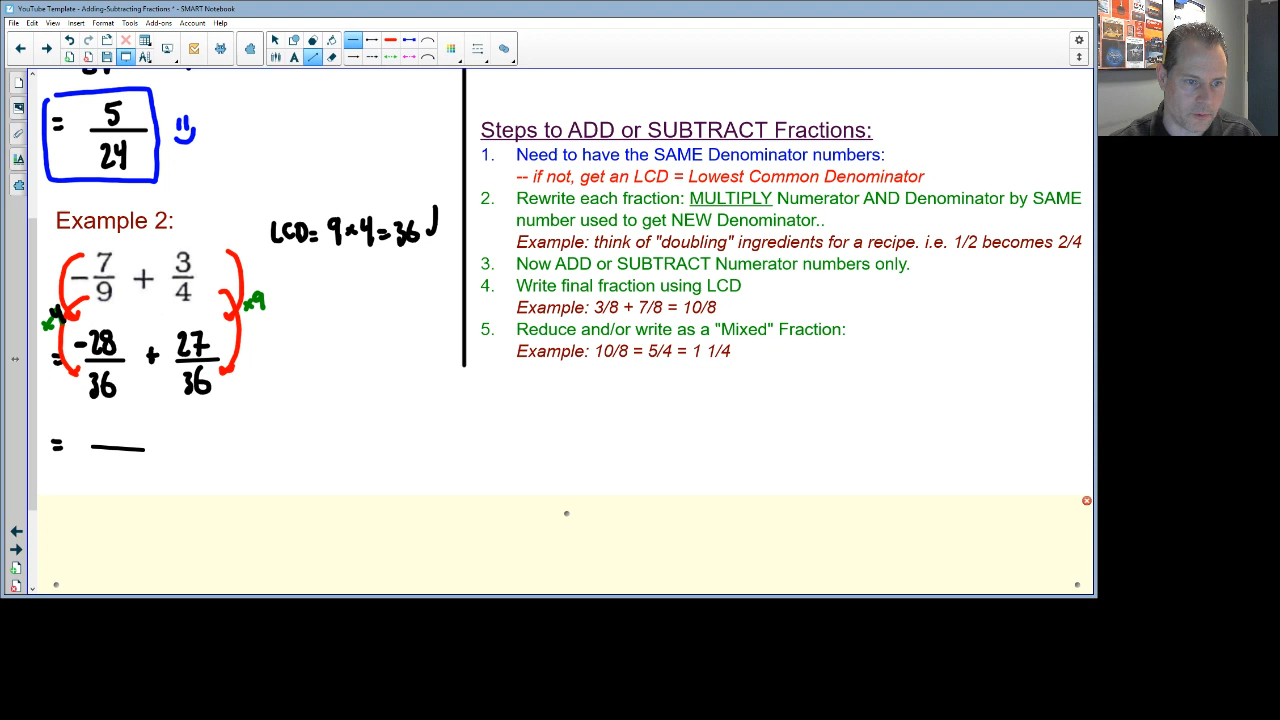 YouTube Template - Adding-Subtracting Fractions * - SMART Notebook
File Edit View Insert Format Tools Add-ons Account Help
= 5/24
Example 2:
LCD= 9 × 4 = 36
-7/9 + 3/4
×4 ×9
= -28/36 + 27/36
=
Steps to ADD or SUBTRACT Fractions:
1. Need to have the SAME Denominator numbers:
-- if not, get an LCD = Lowest Common Denominator
2. Rewrite each fraction: MULTIPLY Numerator AND Denominator by SAME
number used to get NEW Denominator..
Example: think of "doubling" ingredients for a recipe. i.e. 1/2 becomes 2/4
3. Now ADD or SUBTRACT Numerator numbers only.
4. Write final fraction using LCD
Example: 3/8 + 7/8 = 10/8
5. Reduce and/or write as a "Mixed" Fraction:
Example: 10/8 = 5/4 = 1 1/4